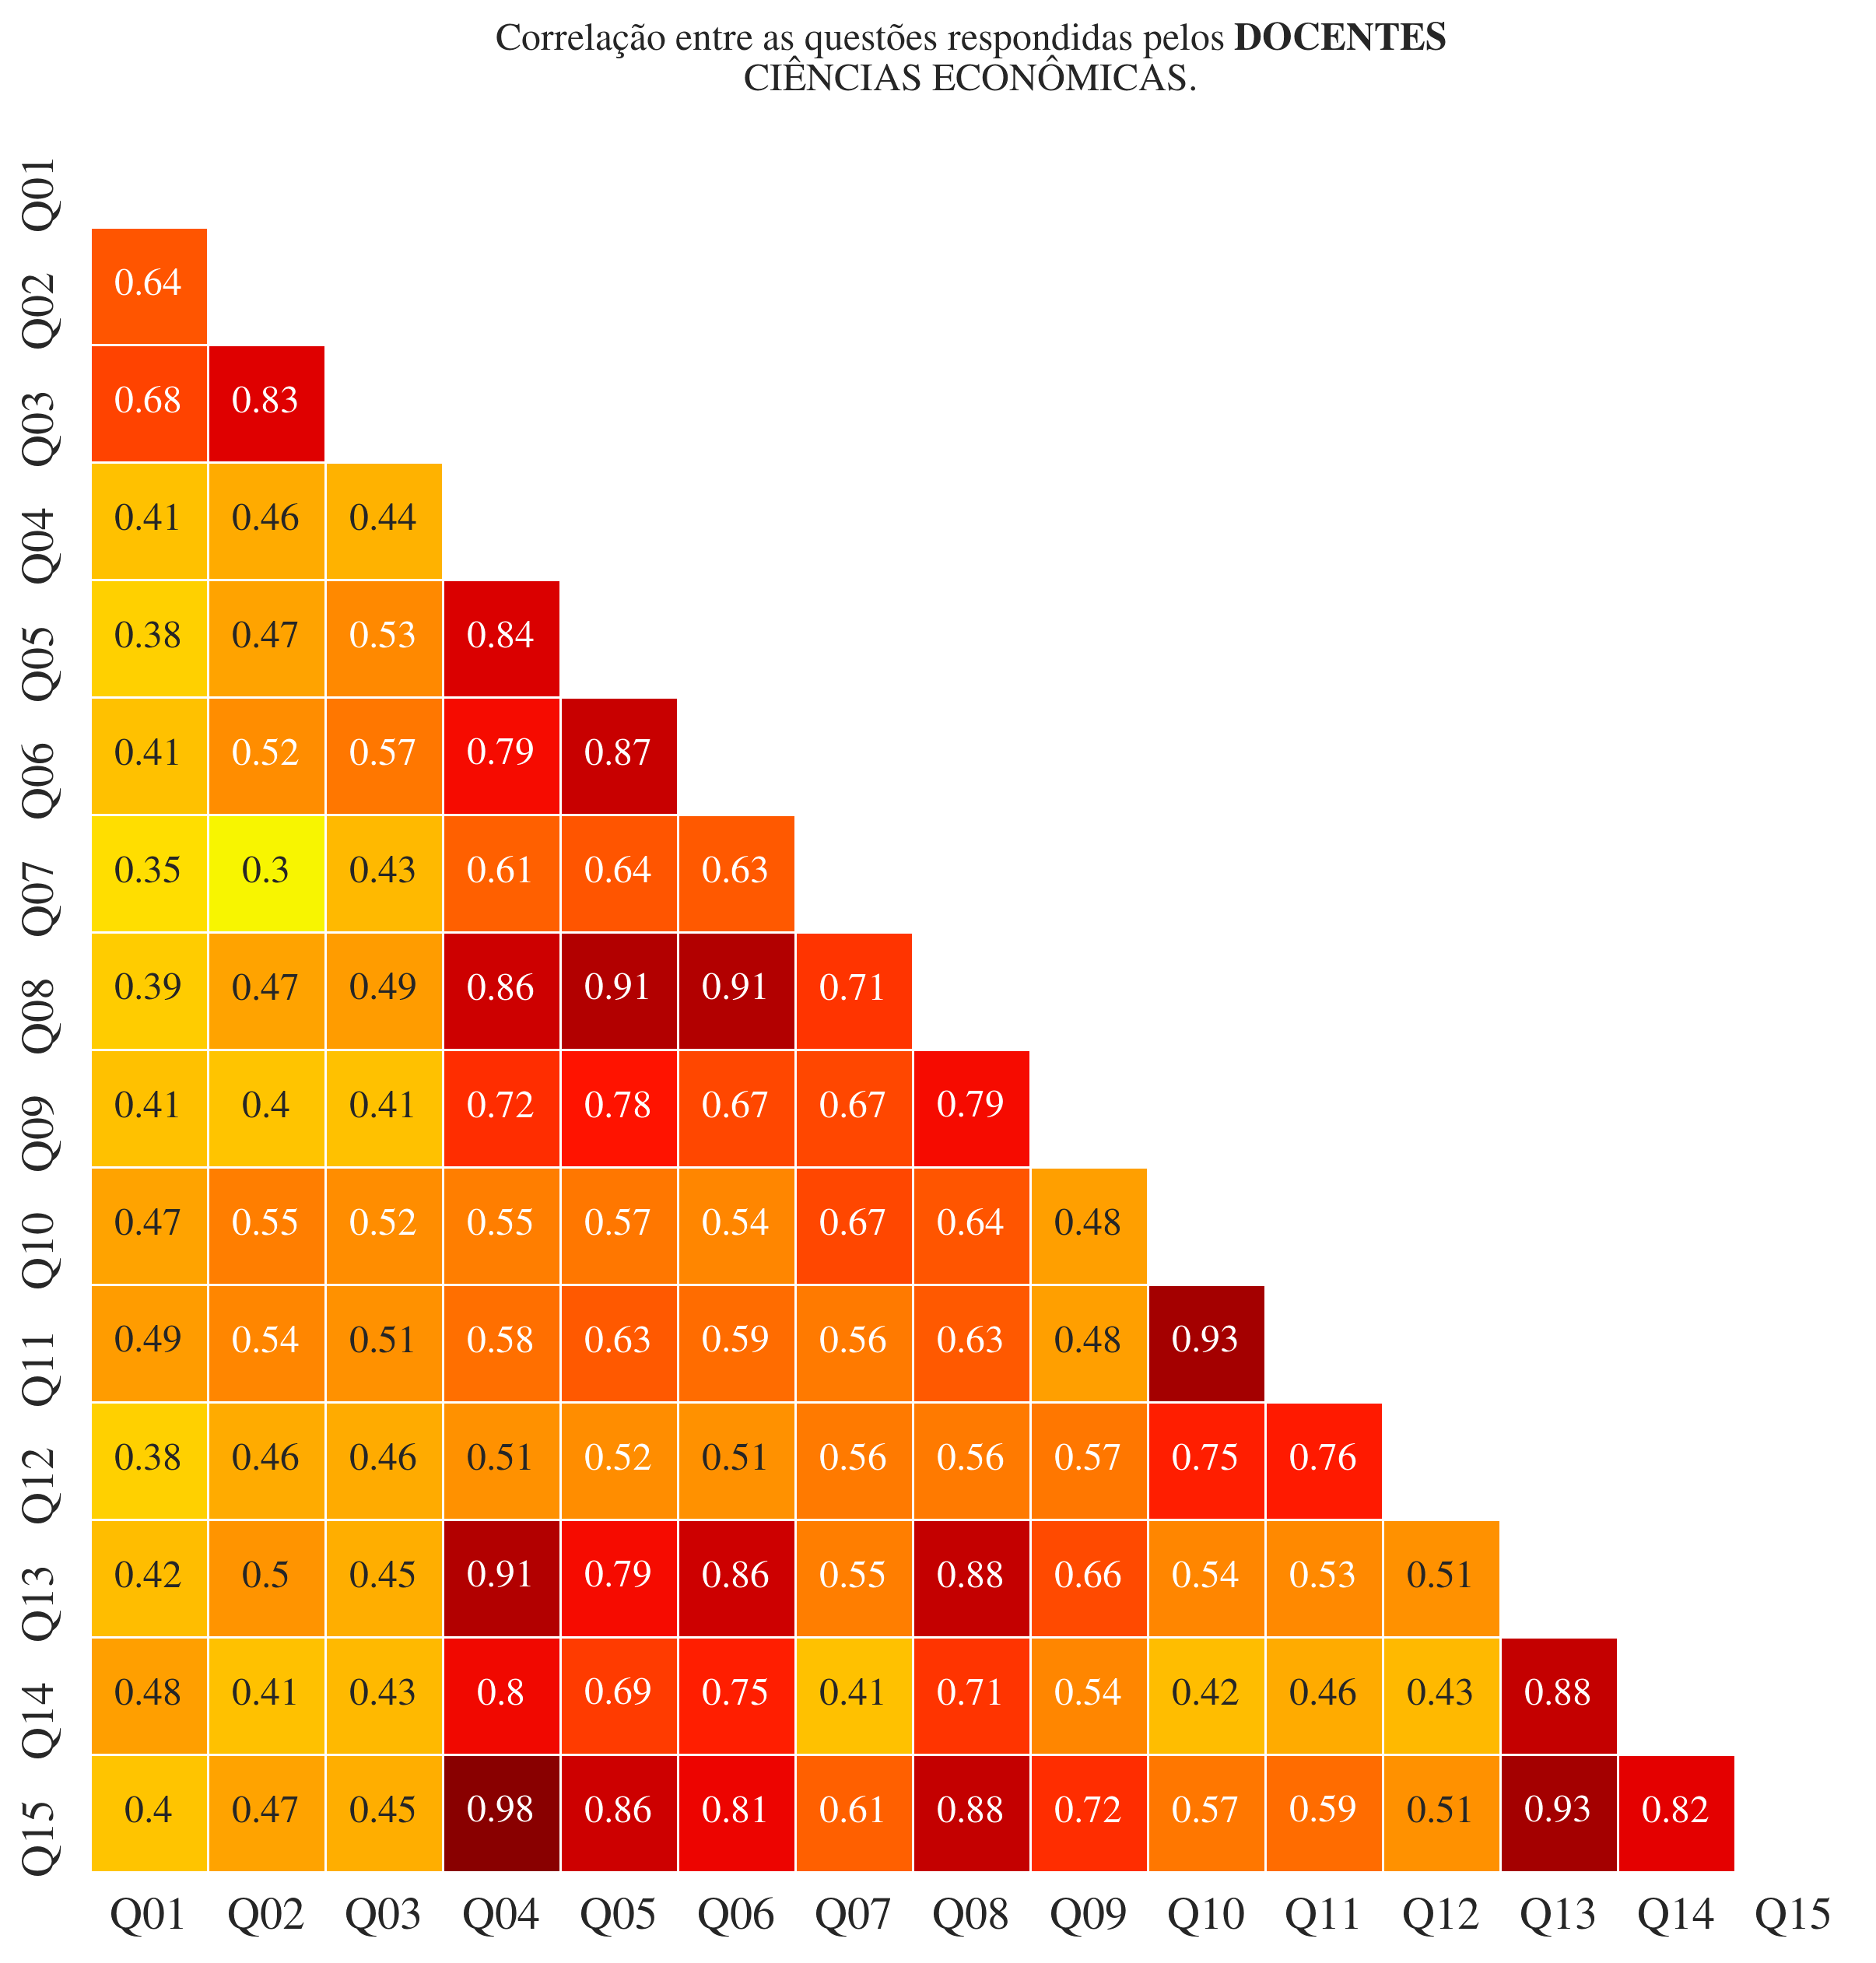 Correlação entre as questões respondidas pelos DOCENTES
CIÊNCIAS ECONÔMICAS.
Q01
Q02 0.64
Q03 0.68 0.83
Q04 0.41 0.46 0.44
Q05 0.38 0.47 0.53 0.84
Q06 0.41 0.52 0.57 0.79 0.87
Q07 0.35 0.3 0.43 0.61 0.64 0.63
Q08 0.39 0.47 0.49 0.86 0.91 0.91 0.71
Q09 0.41 0.4 0.41 0.72 0.78 0.67 0.67 0.79
Q10 0.47 0.55 0.52 0.55 0.57 0.54 0.67 0.64 0.48
Q11 0.49 0.54 0.51 0.58 0.63 0.59 0.56 0.63 0.48 0.93
Q12 0.38 0.46 0.46 0.51 0.52 0.51 0.56 0.56 0.57 0.75 0.76
Q13 0.42 0.5 0.45 0.91 0.79 0.86 0.55 0.88 0.66 0.54 0.53 0.51
Q14 0.48 0.41 0.43 0.8 0.69 0.75 0.41 0.71 0.54 0.42 0.46 0.43 0.88
Q15 0.4 0.47 0.45 0.98 0.86 0.81 0.61 0.88 0.72 0.57 0.59 0.51 0.93 0.82
Q01 Q02 Q03 Q04 Q05 Q06 Q07 Q08 Q09 Q10 Q11 Q12 Q13 Q14 Q15